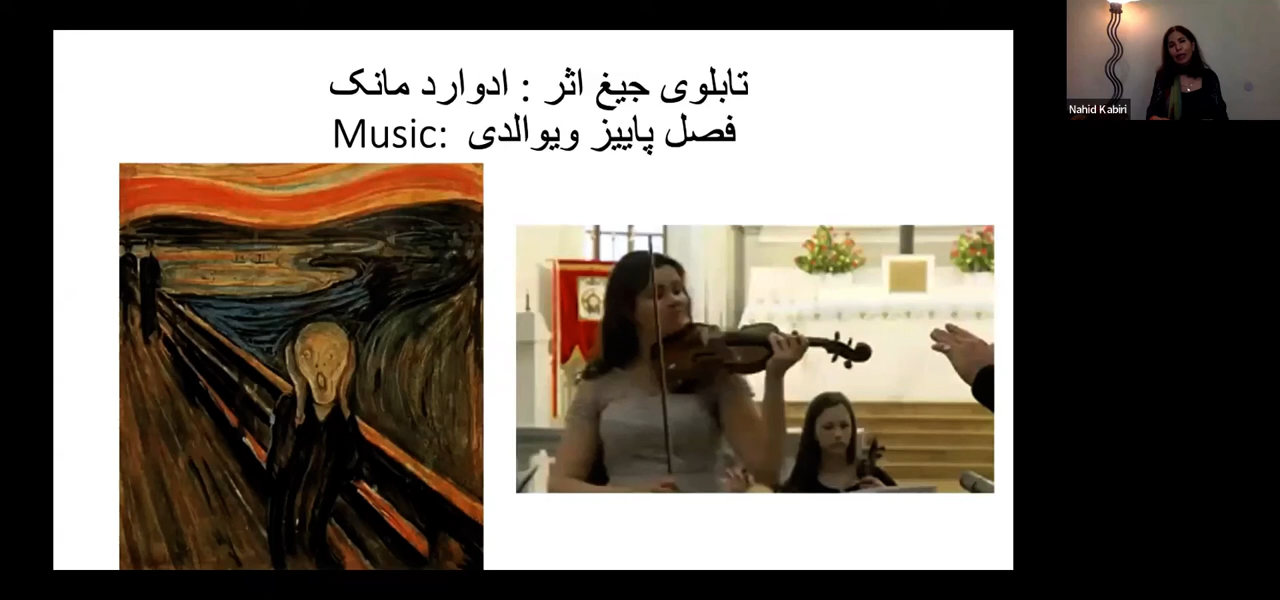 تابلوی جیغ اثر : ادوارد مانک
فصل پاییز ویوالدی Music:
Nahid Kabiri